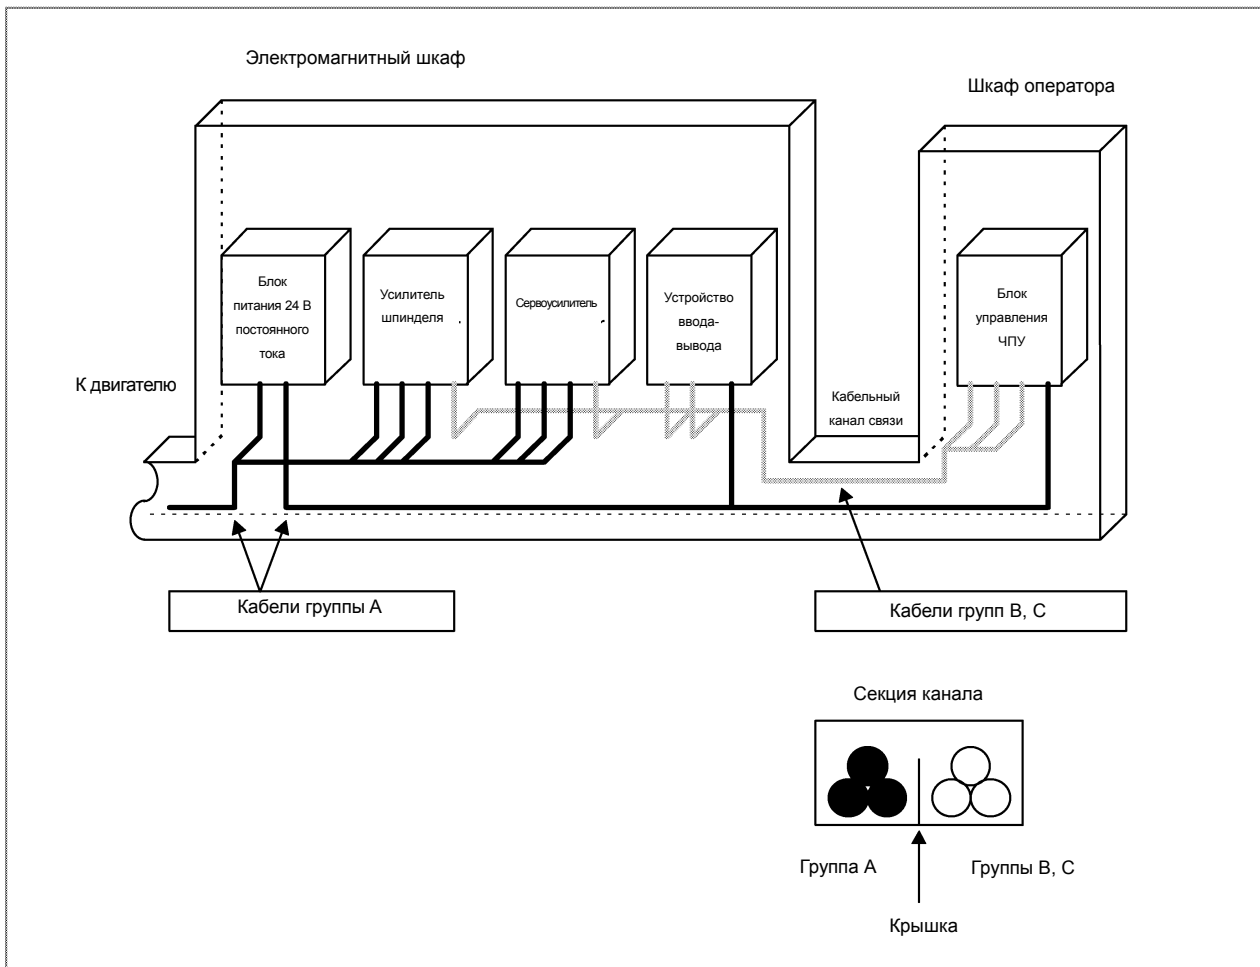 Электромагнитный шкаф
Шкаф оператора
Блок
питания 24 В
постоянного
тока
Усилитель
шпинделя
Сервоусилитель
Устройство
ввода-
вывода
Блок
управления
ЧПУ
К двигателю
Кабельный
канал связи
Кабели группы A
Кабели групп B, C
Секция канала
Группа A
Группы B, C
Крышка